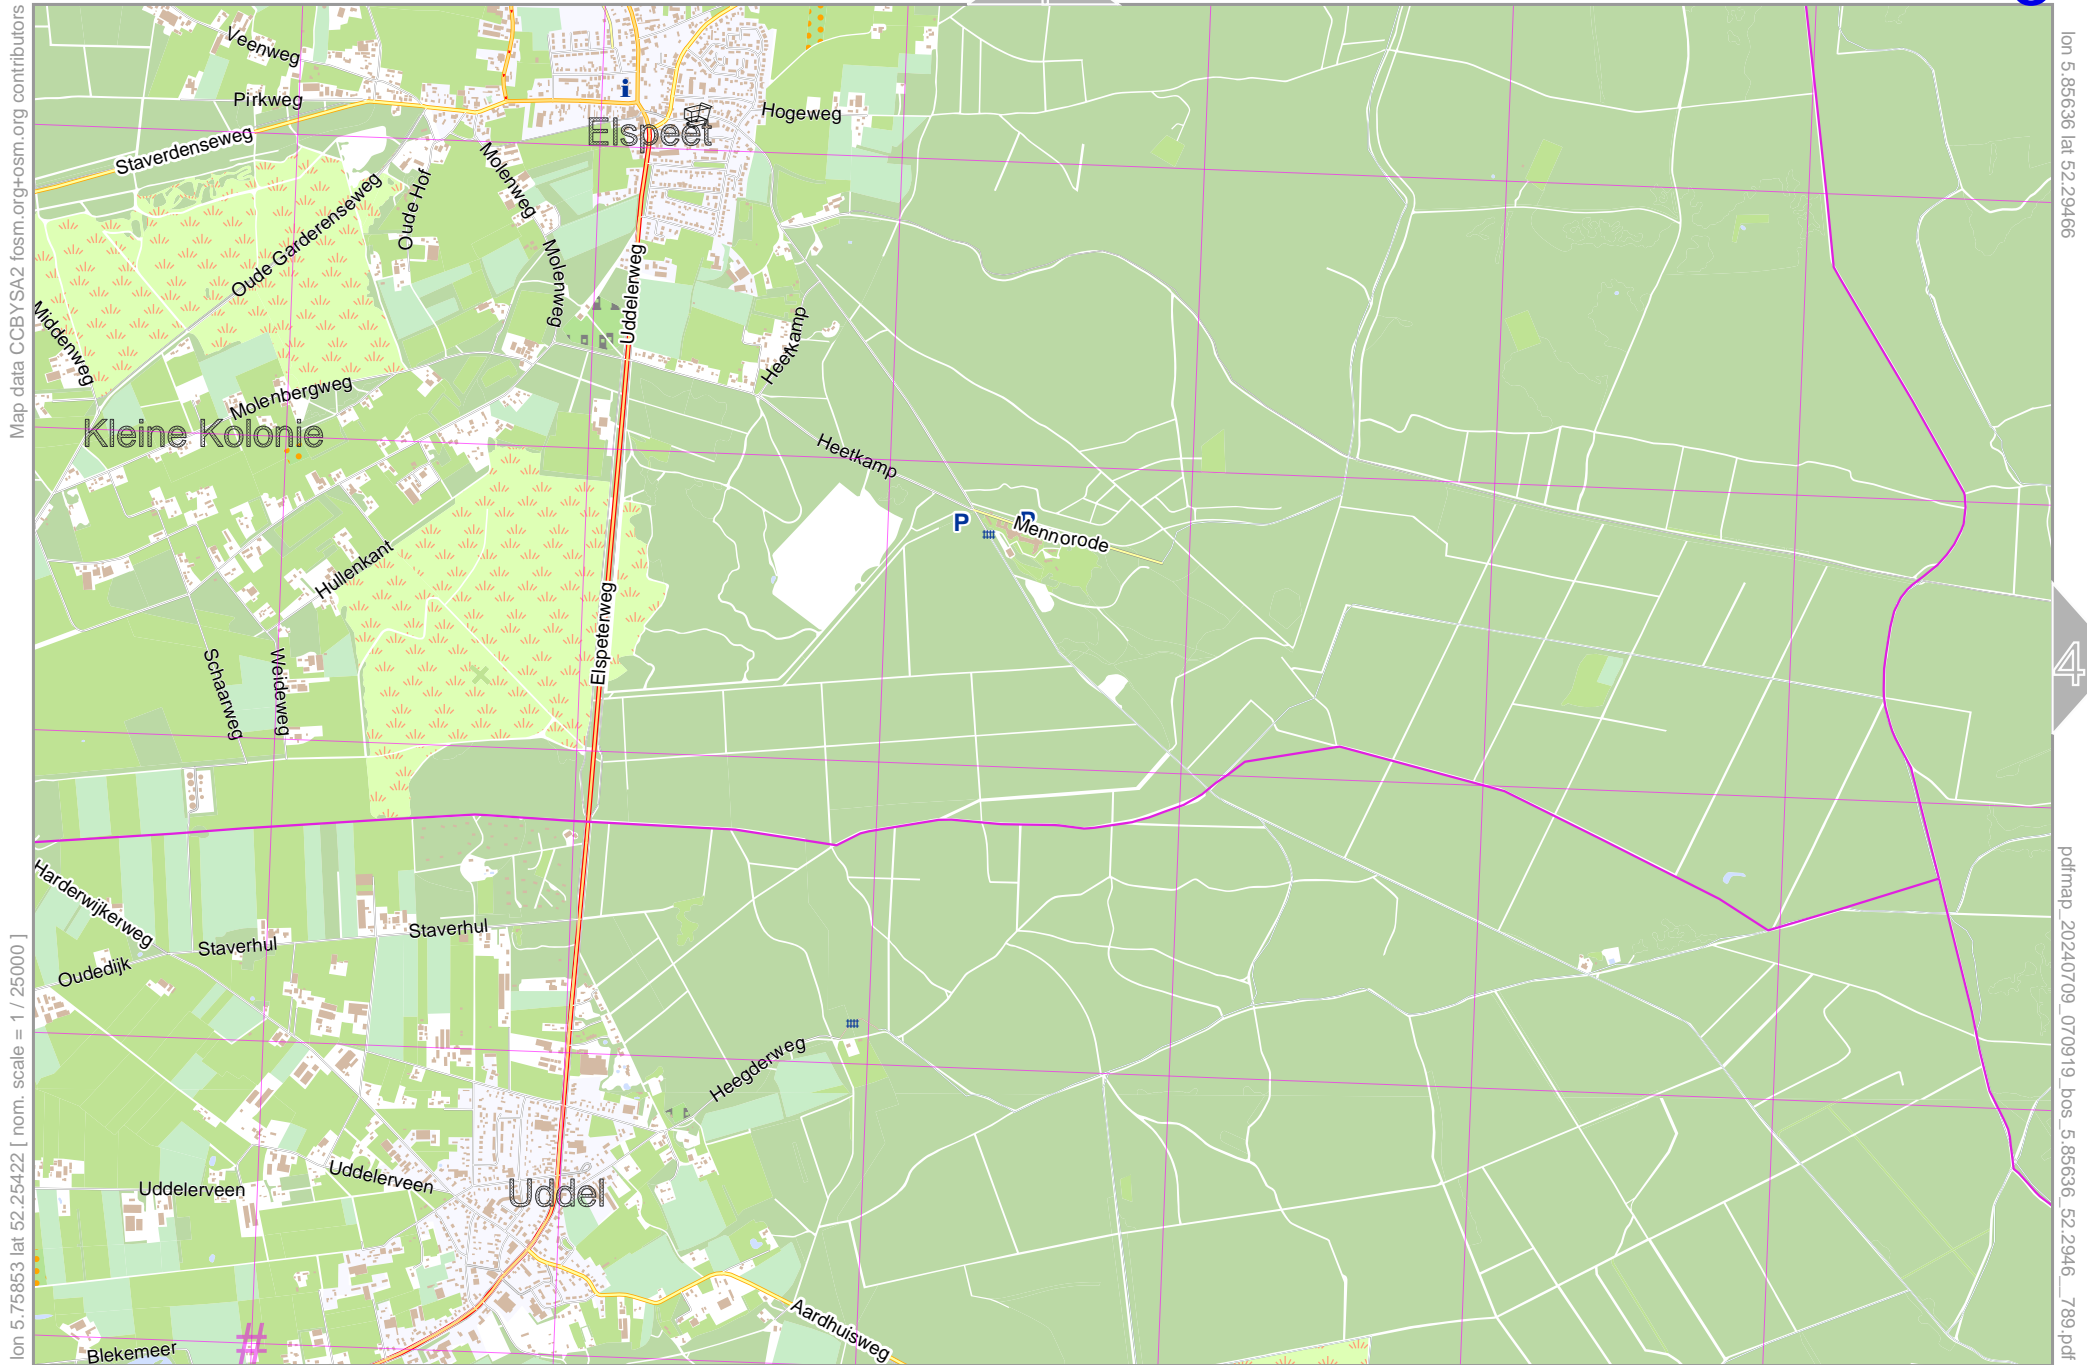 Map data CCBYSA2 fosm.org+osm.org contributors
lon 5.75853 lat 52.25422 [ nom. scale = 1 / 25000 ]
lon 5.85636 lat 52.29466
pdfmap_20240709_070919_bos_5.85636_52.2946__789.pdf
4
Veenweg
Pirkweg
Staverdenseweg
i
Elspeet
Hogeweg
Molenweg
Oude Hof
Oude Garderenseweg
Molenweg
Uddelerweg
Heetkamp
Middenweg
Molenbergweg
Kleine Kolonie
Heetkamp
P
P
Mennorode
Hullenkant
Elspeterweg
Schaarweg
Weideweg
Harderwijkerweg
Staverhul
Staverhul
Oudedijk
Heegderweg
Uddelerveen
Uddelerveen
Uddel
Aardhuisweg
Blekemeer
#